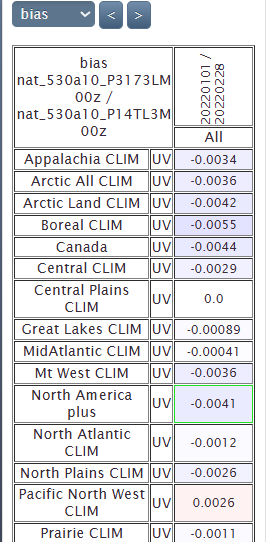 bias
< >
bias
nat_530a10_P3173LM
00z /
nat_530a10_P14TL3M
00z
20220101 /
20220228
All
Appalachia CLIM UV -0.0034
Arctic All CLIM UV -0.0036
Arctic Land CLIM UV -0.0042
Boreal CLIM UV -0.0055
Canada UV -0.0044
Central CLIM UV -0.0029
Central Plains
CLIM UV 0.0
Great Lakes CLIM UV -0.00089
MidAtlantic CLIM UV -0.00041
Mt West CLIM UV -0.0036
North America
plus UV -0.0041
North Atlantic
CLIM UV -0.0012
North Plains CLIM UV -0.0026
Pacific North West
CLIM UV 0.0026
Prairie CLIM UV -0.0011